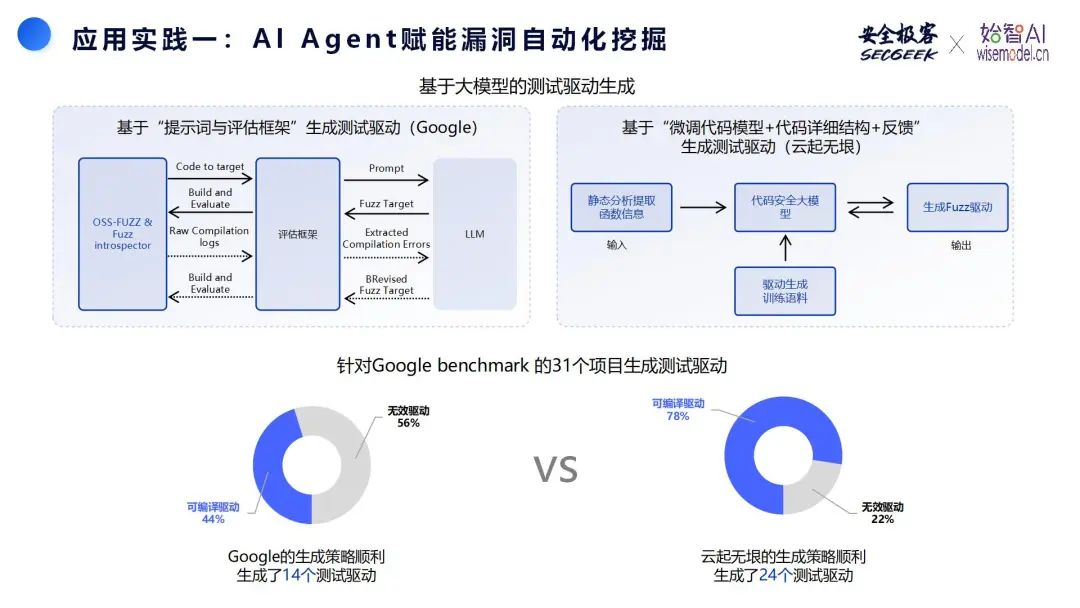 应用实践一：AI Agent赋能漏洞自动化挖掘
安全极客
SECGEEK
×
始智AI
wisemodel.cn
基于大模型的测试驱动生成
基于“提示词与评估框架”生成测试驱动（Google）
OSS-FUZZ &
Fuzz
introspector
Code to target
Build and
Evaluate
Raw Compilation
logs
Build and
Evaluate
评估框架
Prompt
Fuzz Target
Extracted
Compilation Errors
BRevised
Fuzz Target
LLM
基于“微调代码模型+代码详细结构+反馈”
生成测试驱动（云起无垠）
静态分析提取
函数信息
输入
代码安全大模
型
生成Fuzz驱动
输出
驱动生成
训练语料
针对Google benchmark 的31个项目生成测试驱动
无效驱动
56%
可编译驱动
44%
Google的生成策略顺利
生成了14个测试驱动
VS
可编译驱动
78%
无效驱动
22%
云起无垠的生成策略顺利
生成了24个测试驱动